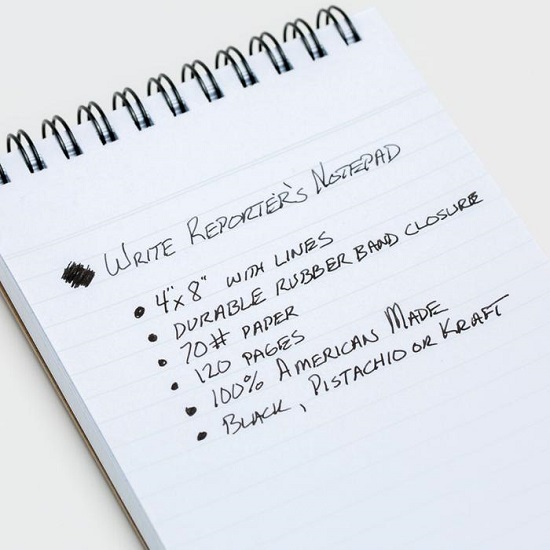 WRITE REPORTER'S NOTEPAD
• 4"x8" WITH LINES
• DURABLE RUBBER BAND CLOSURE
• 70# PAPER
• 120 PAGES
• 100% AMERICAN MADE
• BLACK, PISTACHIO OR KRAFT